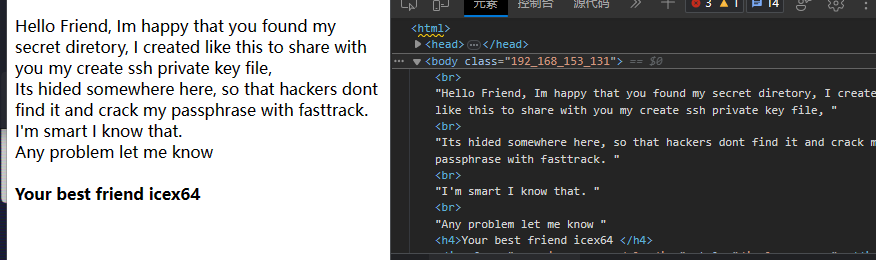 Hello Friend, Im happy that you found my
secret diretory, I created like this to share with
you my create ssh private key file,
Its hided somewhere here, so that hackers dont
find it and crack my passphrase with fasttrack.
I'm smart I know that.
Any problem let me know
Your best friend icex64
元素 控制台 源代码 3 1 14
<html>
<head> </head>
<body class="192_168_153_131"> == $0
<br>
"Hello Friend, Im happy that you found my secret diretory, I create
like this to share with you my create ssh private key file, "
<br>
"Its hided somewhere here, so that hackers dont find it and crack m
passphrase with fasttrack. "
<br>
"I'm smart I know that. "
<br>
"Any problem let me know "
<h4>Your best friend icex64 </h4>